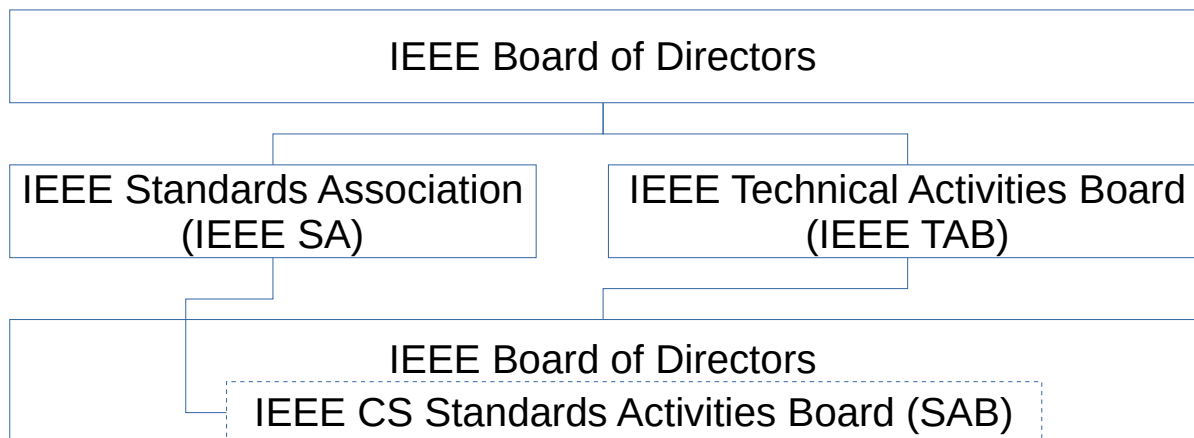 IEEE Board of Directors
IEEE Standards Association
(IEEE SA)
IEEE Technical Activities Board
(IEEE TAB)
IEEE Board of Directors
IEEE CS Standards Activities Board (SAB)